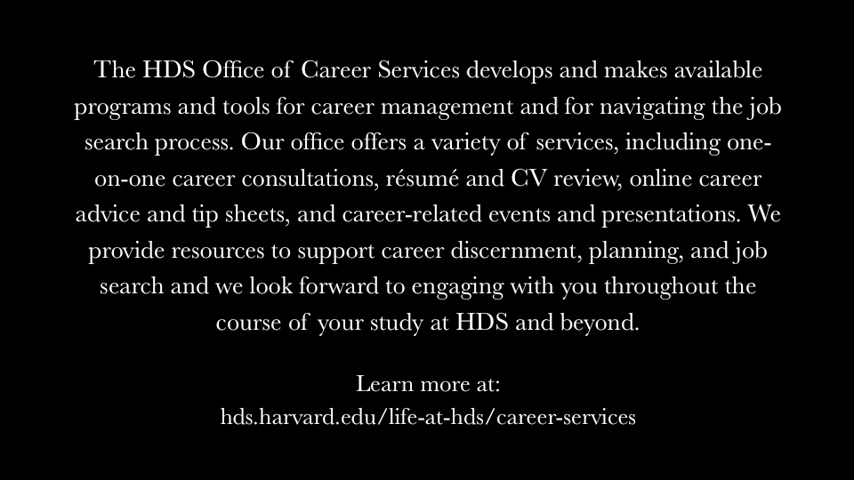 The HDS Office of Career Services develops and makes available
programs and tools for career management and for navigating the job
search process. Our office offers a variety of services, including one-
on-one career consultations, résumé and CV review, online career
advice and tip sheets, and career-related events and presentations. We
provide resources to support career discernment, planning, and job
search and we look forward to engaging with you throughout the
course of your study at HDS and beyond.
Learn more at:
hds.harvard.edu/life-at-hds/career-services